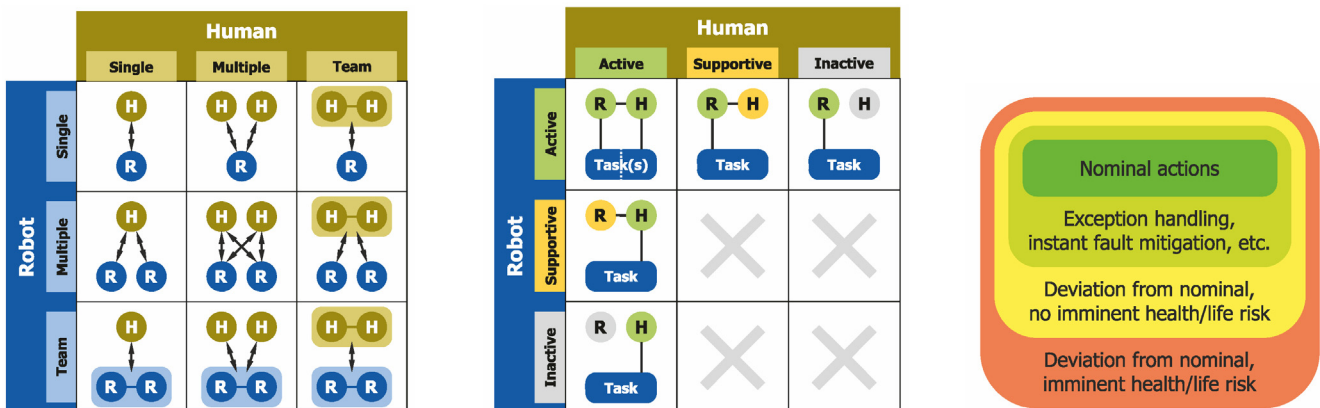 Human
Single Multiple Team
Robot
Single
H H H H H
R R R
Multiple
H H H H H
R R R R R R
Team
H H H H H
R R R R R R
Human
Active Supportive Inactive
Robot
Active
R H R H R H
Task(s) Task Task
Supportive
R H
Task
Inactive
R H
Task
Nominal actions
Exception handling,
instant fault mitigation, etc.
Deviation from nominal,
no imminent health/life risk
Deviation from nominal,
imminent health/life risk